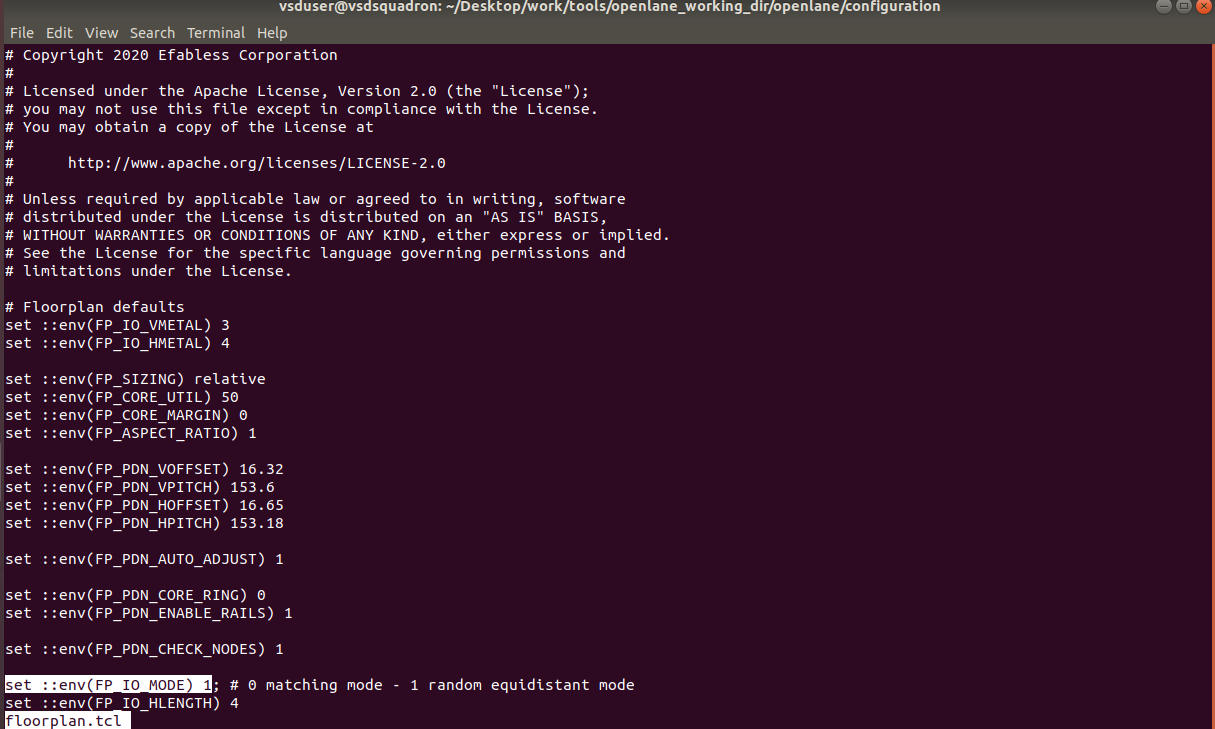 vsduser@vsdsquadron: ~/Desktop/work/tools/openlane_working_dir/openlane/configuration
File Edit View Search Terminal Help
# Copyright 2020 Efabless Corporation
#
# Licensed under the Apache License, Version 2.0 (the "License");
# you may not use this file except in compliance with the License.
# You may obtain a copy of the License at
#
#      http://www.apache.org/licenses/LICENSE-2.0
#
# Unless required by applicable law or agreed to in writing, software
# distributed under the License is distributed on an "AS IS" BASIS,
# WITHOUT WARRANTIES OR CONDITIONS OF ANY KIND, either express or implied.
# See the License for the specific language governing permissions and
# limitations under the License.
# Floorplan defaults
set ::env(FP_IO_VMETAL) 3
set ::env(FP_IO_HMETAL) 4
set ::env(FP_SIZING) relative
set ::env(FP_CORE_UTIL) 50
set ::env(FP_CORE_MARGIN) 0
set ::env(FP_ASPECT_RATIO) 1
set ::env(FP_PDN_VOFFSET) 16.32
set ::env(FP_PDN_VPITCH) 153.6
set ::env(FP_PDN_HOFFSET) 16.65
set ::env(FP_PDN_HPITCH) 153.18
set ::env(FP_PDN_AUTO_ADJUST) 1
set ::env(FP_PDN_CORE_RING) 0
set ::env(FP_PDN_ENABLE_RAILS) 1
set ::env(FP_PDN_CHECK_NODES) 1
set ::env(FP_IO_MODE) 1; # 0 matching mode - 1 random equidistant mode
set ::env(FP_IO_HLENGTH) 4
floorplan.tcl